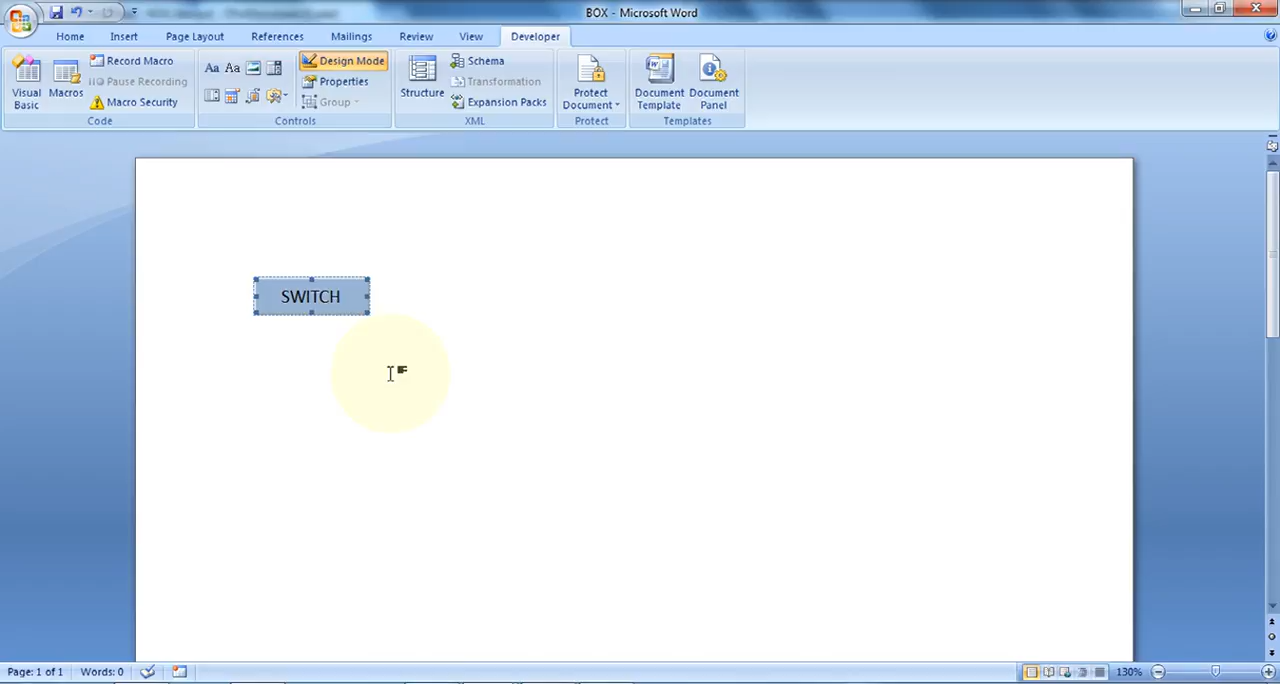 BOX - Microsoft Word
Home Insert Page Layout References Mailings Review View Developer
Visual Basic
Macros
Record Macro
Pause Recording
Macro Security
Code
Aa Aa
Design Mode
Properties
Group
Controls
Structure
Schema
Transformation
Expansion Packs
XML
Protect Document
Protect
Document Template
Document Panel
Templates
SWITCH
Page: 1 of 1 Words: 0 130%